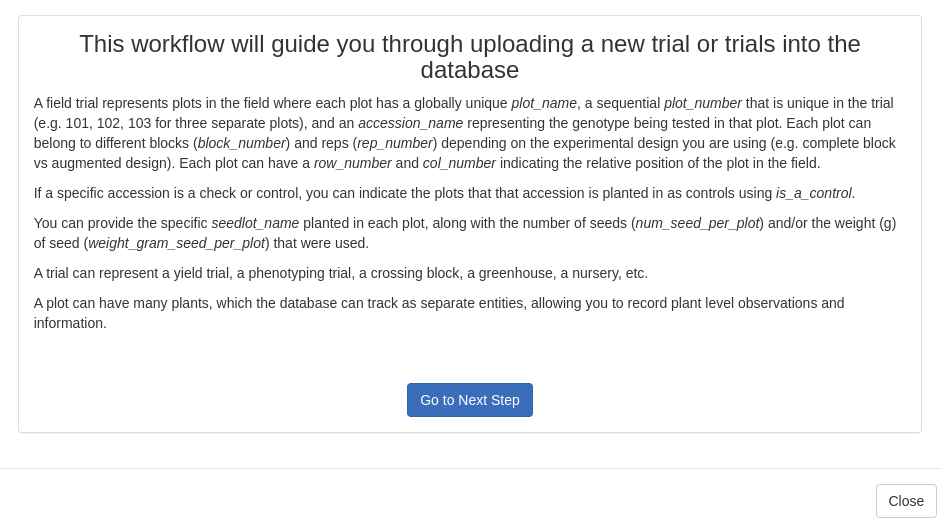 This workflow will guide you through uploading a new trial or trials into the
database
A field trial represents plots in the field where each plot has a globally unique plot_name, a sequential plot_number that is unique in the trial
(e.g. 101, 102, 103 for three separate plots), and an accession_name representing the genotype being tested in that plot. Each plot can
belong to different blocks (block_number) and reps (rep_number) depending on the experimental design you are using (e.g. complete block
vs augmented design). Each plot can have a row_number and col_number indicating the relative position of the plot in the field.
If a specific accession is a check or control, you can indicate the plots that that accession is planted in as controls using is_a_control.
You can provide the specific seedlot_name planted in each plot, along with the number of seeds (num_seed_per_plot) and/or the weight (g)
of seed (weight_gram_seed_per_plot) that were used.
A trial can represent a yield trial, a phenotyping trial, a crossing block, a greenhouse, a nursery, etc.
A plot can have many plants, which the database can track as separate entities, allowing you to record plant level observations and
information.
Go to Next Step
Close